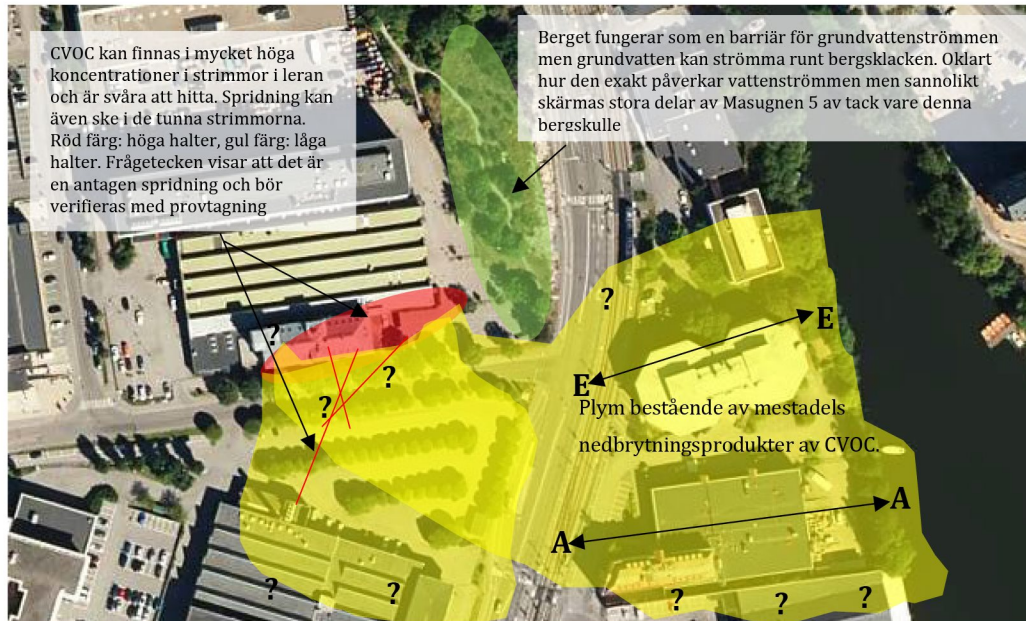 CVOC kan finnas i mycket höga
koncentrationer i strimmor i leran
och är svåra att hitta. Spridning kan
även ske i de tunna strimmorna.
Röd färg: höga halter, gul färg: låga
halter. Frågetecken visar att det är
en antagen spridning och bör
verifieras med provtagning
Berget fungerar som en barriär för grundvattenströmmen
men grundvatten kan strömma runt bergsklacken. Oklart
hur den exakt påverkar vattenströmmen men sannolikt
skärmas stora delar av Masugnen 5 av tack vare denna
bergskulle
?
?
?
?
E
E
Plym bestående av mestadels
nedbrytningsprodukter av CVOC.
A
A
?
?
?
?
?